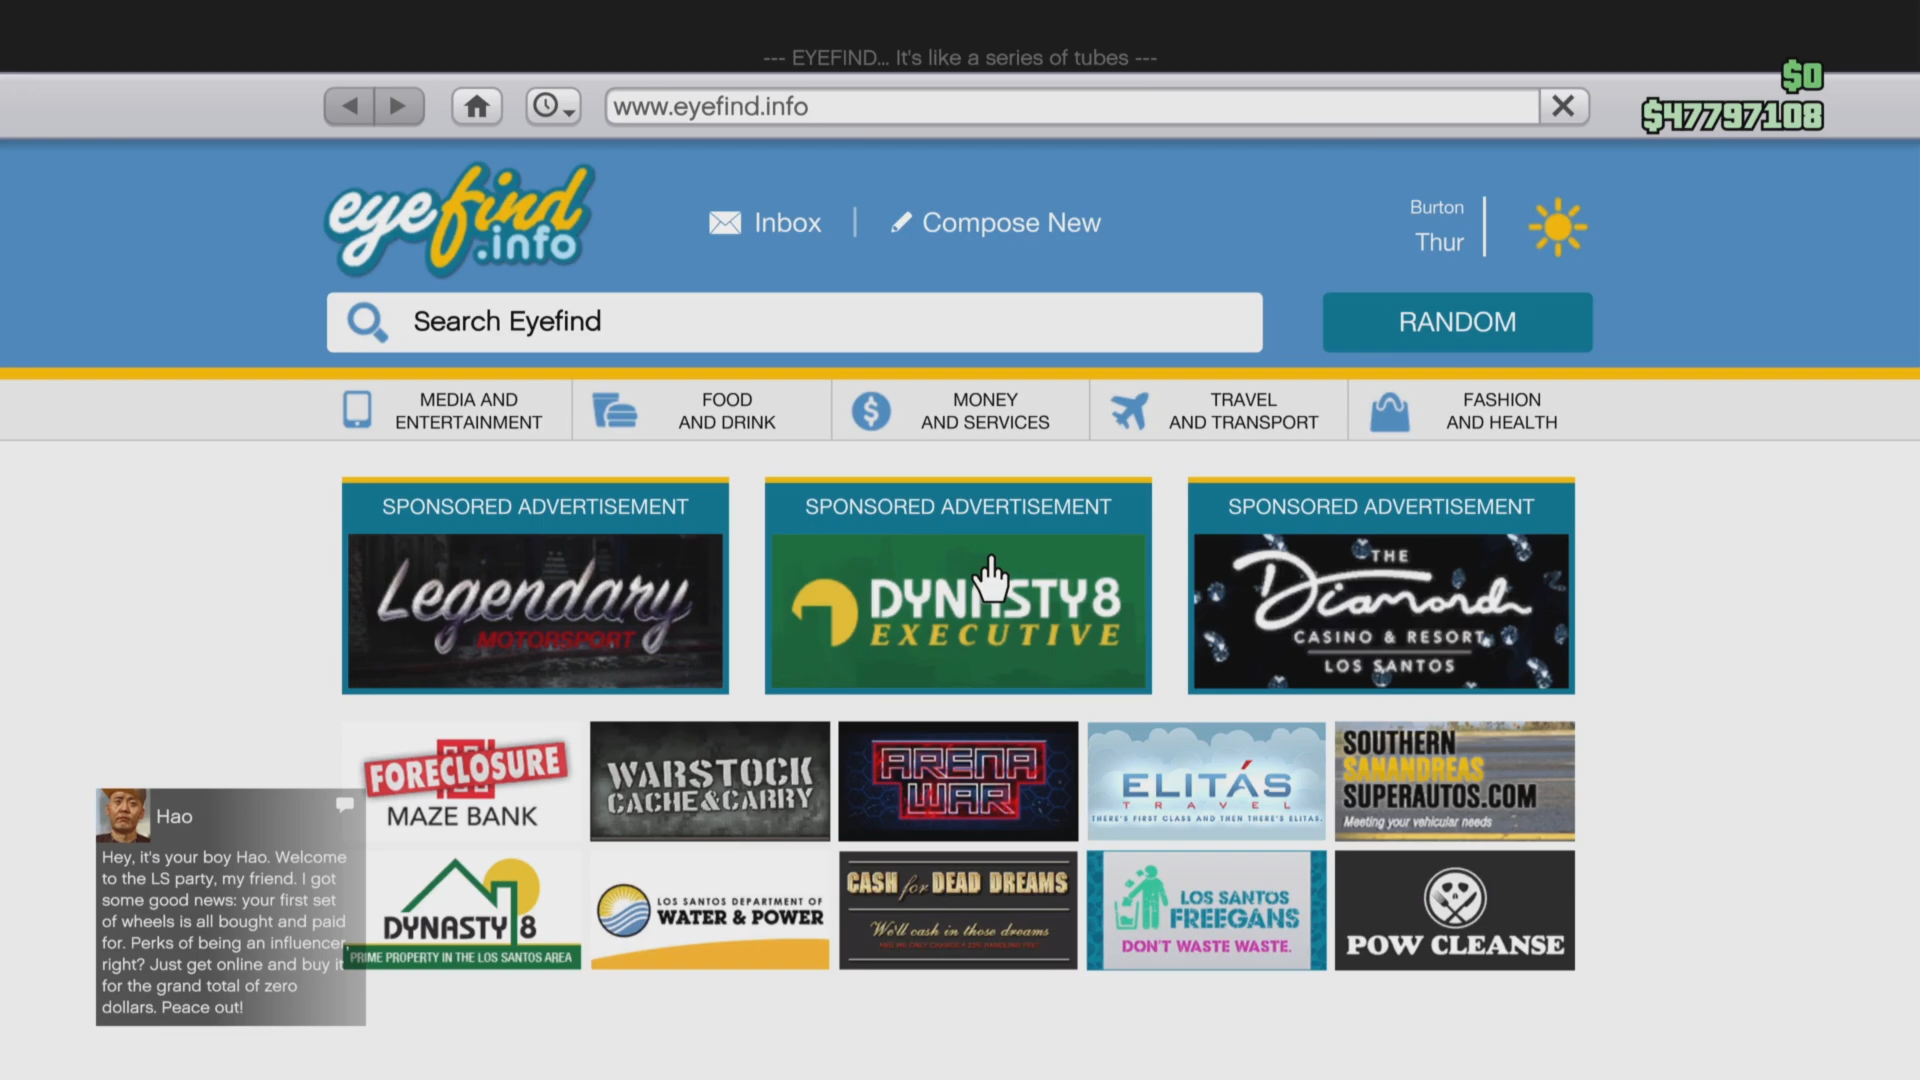 --- EYEFIND... It's like a series of tubes ---
$0
www.eyefind.info
$47797108
eyefind
.info
Inbox
Compose New
Burton
Thur
Search Eyefind
RANDOM
MEDIA AND
ENTERTAINMENT
FOOD
AND DRINK
MONEY
AND SERVICES
TRAVEL
AND TRANSPORT
FASHION
AND HEALTH
SPONSORED ADVERTISEMENT
Legendary
MOTORSPORT
SPONSORED ADVERTISEMENT
DYNASTY8
EXECUTIVE
SPONSORED ADVERTISEMENT
THE
Diamond
CASINO & RESORT
LOS SANTOS
FORECLOSURE
MAZE BANK
WARSTOCK
CACHE&CARRY
ARENA
WAR
ELITÁS
TRAVEL
THERE'S FIRST CLASS AND THEN THERE'S ELITAS.
SOUTHERN
SANANDREAS
SUPERAUTOS.COM
Meeting your vehicular needs
DYNASTY 8
PRIME PROPERTY IN THE LOS SANTOS AREA
LOS SANTOS DEPARTMENT OF
WATER & POWER
CASH for DEAD DREAMS
We'll cash in those dreams
LOS SANTOS
FREEGANS
DON'T WASTE WASTE.
POW CLEANSE
Hao
Hey, it's your boy Hao. Welcome
to the LS party, my friend. I got
some good news: your first set
of wheels is all bought and paid
for. Perks of being an influencer,
right? Just get online and buy it
for the grand total of zero
dollars. Peace out!